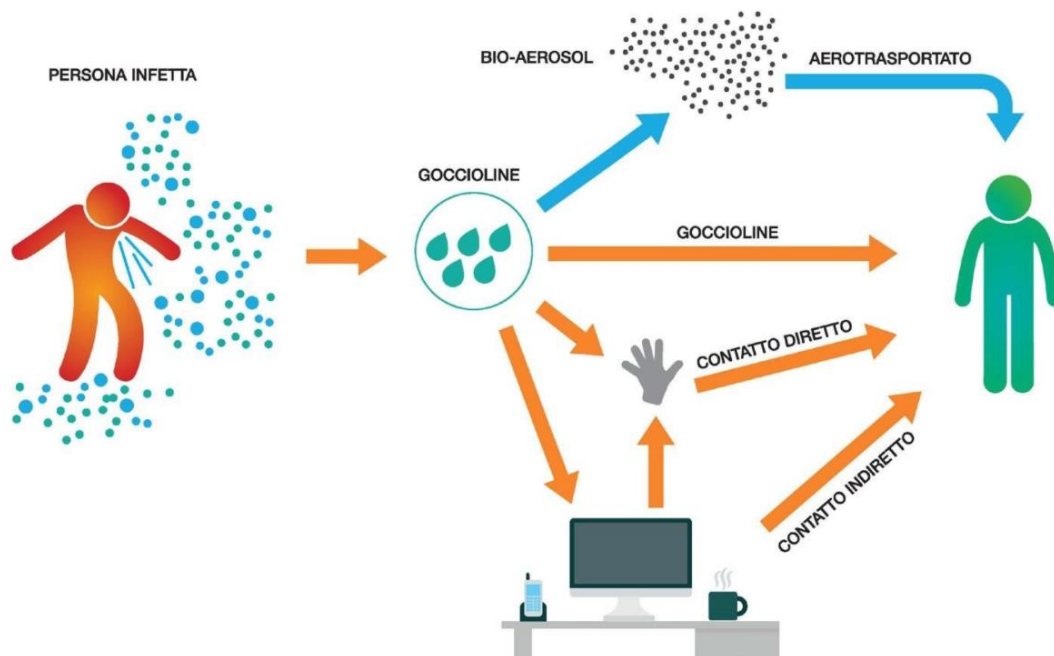 PERSONA INFETTA
BIO-AEROSOL
AEROTRASPORTATO
GOCCIOLINE
GOCCIOLINE
CONTATTO DIRETTO
CONTATTO INDIRETTO